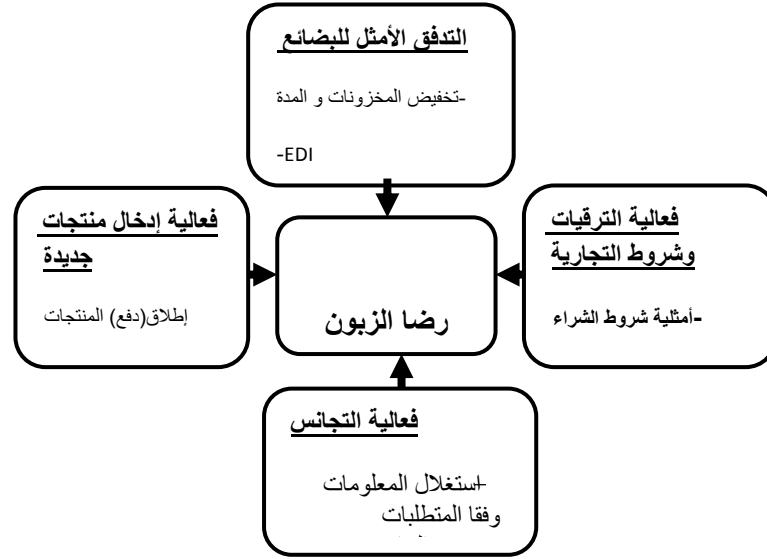 التدفق الأمثل للبضائع
-تخفيض المخزونات و المدة
-EDI
فعالية الترقيات
وشروط التجارية
-أمثلية شروط الشراء
رضا الزبون
فعالية إدخال منتجات
جديدة
إطلاق(دفع) المنتجات
فعالية التجانس
-استغلال المعلومات
وفقا المتطلبات